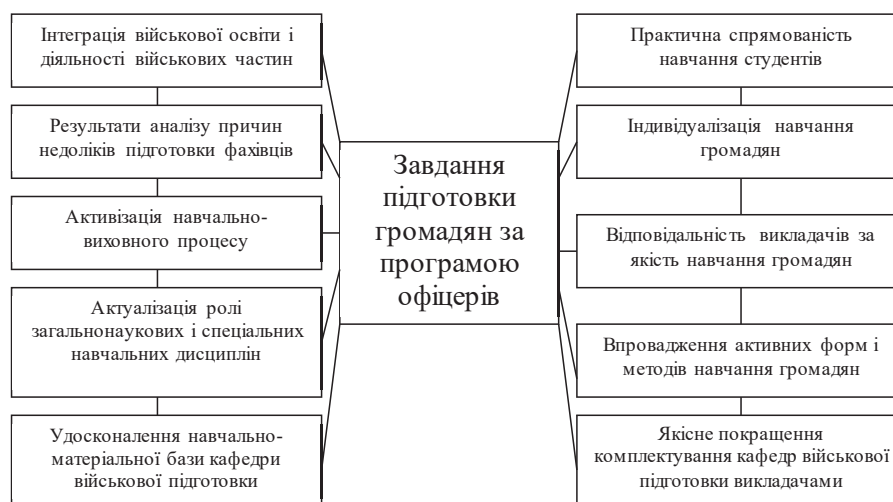 Інтеграція військової освіти і
діяльності військових частин
Результати аналізу причин
недоліків підготовки фахівців
Активізація навчально-
виховного процесу
Актуалізація ролі
загальнонаукових і спеціальних
навчальних дисциплін
Удосконалення навчально-
матеріальної бази кафедри
військової підготовки
Завдання
підготовки
громадян за
програмою
офіцерів
Практична спрямованість
навчання студентів
Індивідуалізація навчання
громадян
Відповідальність викладачів за
якість навчання громадян
Впровадження активних форм і
методів навчання громадян
Якісне покращення
комплектування кафедр військової
підготовки викладачами